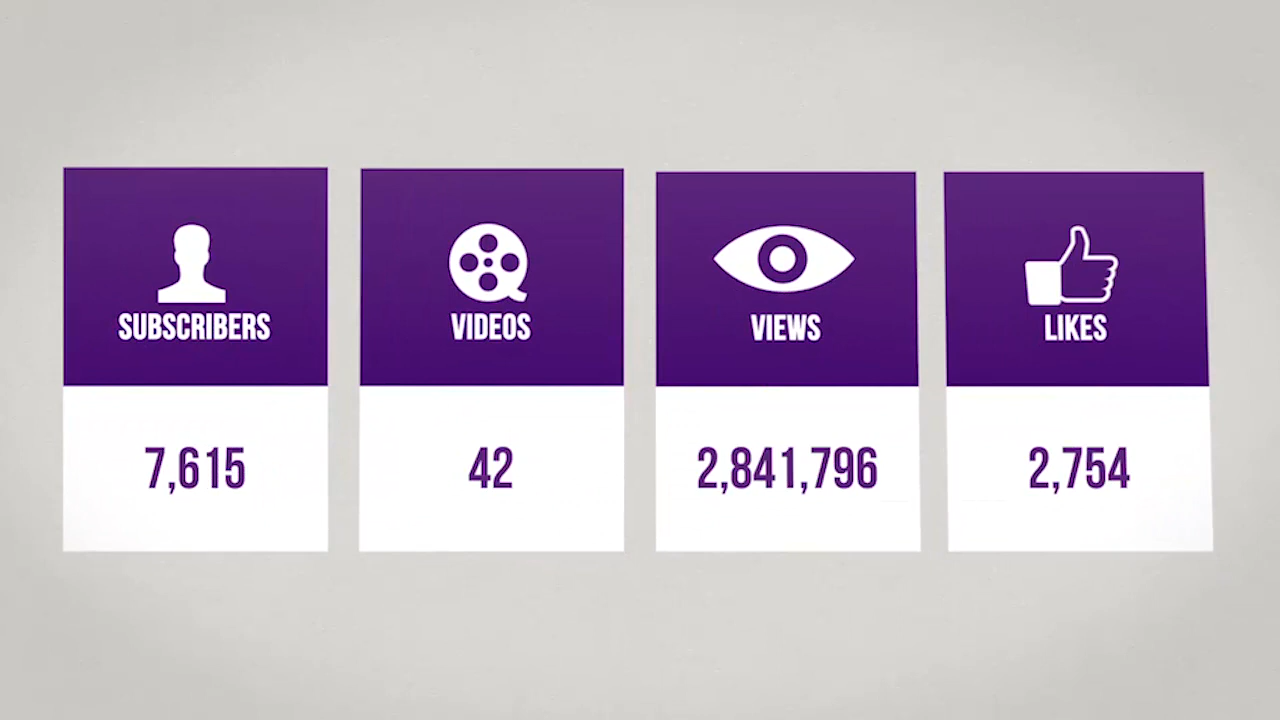 SUBSCRIBERS
7,615
VIDEOS
42
VIEWS
2,841,796
LIKES
2,754